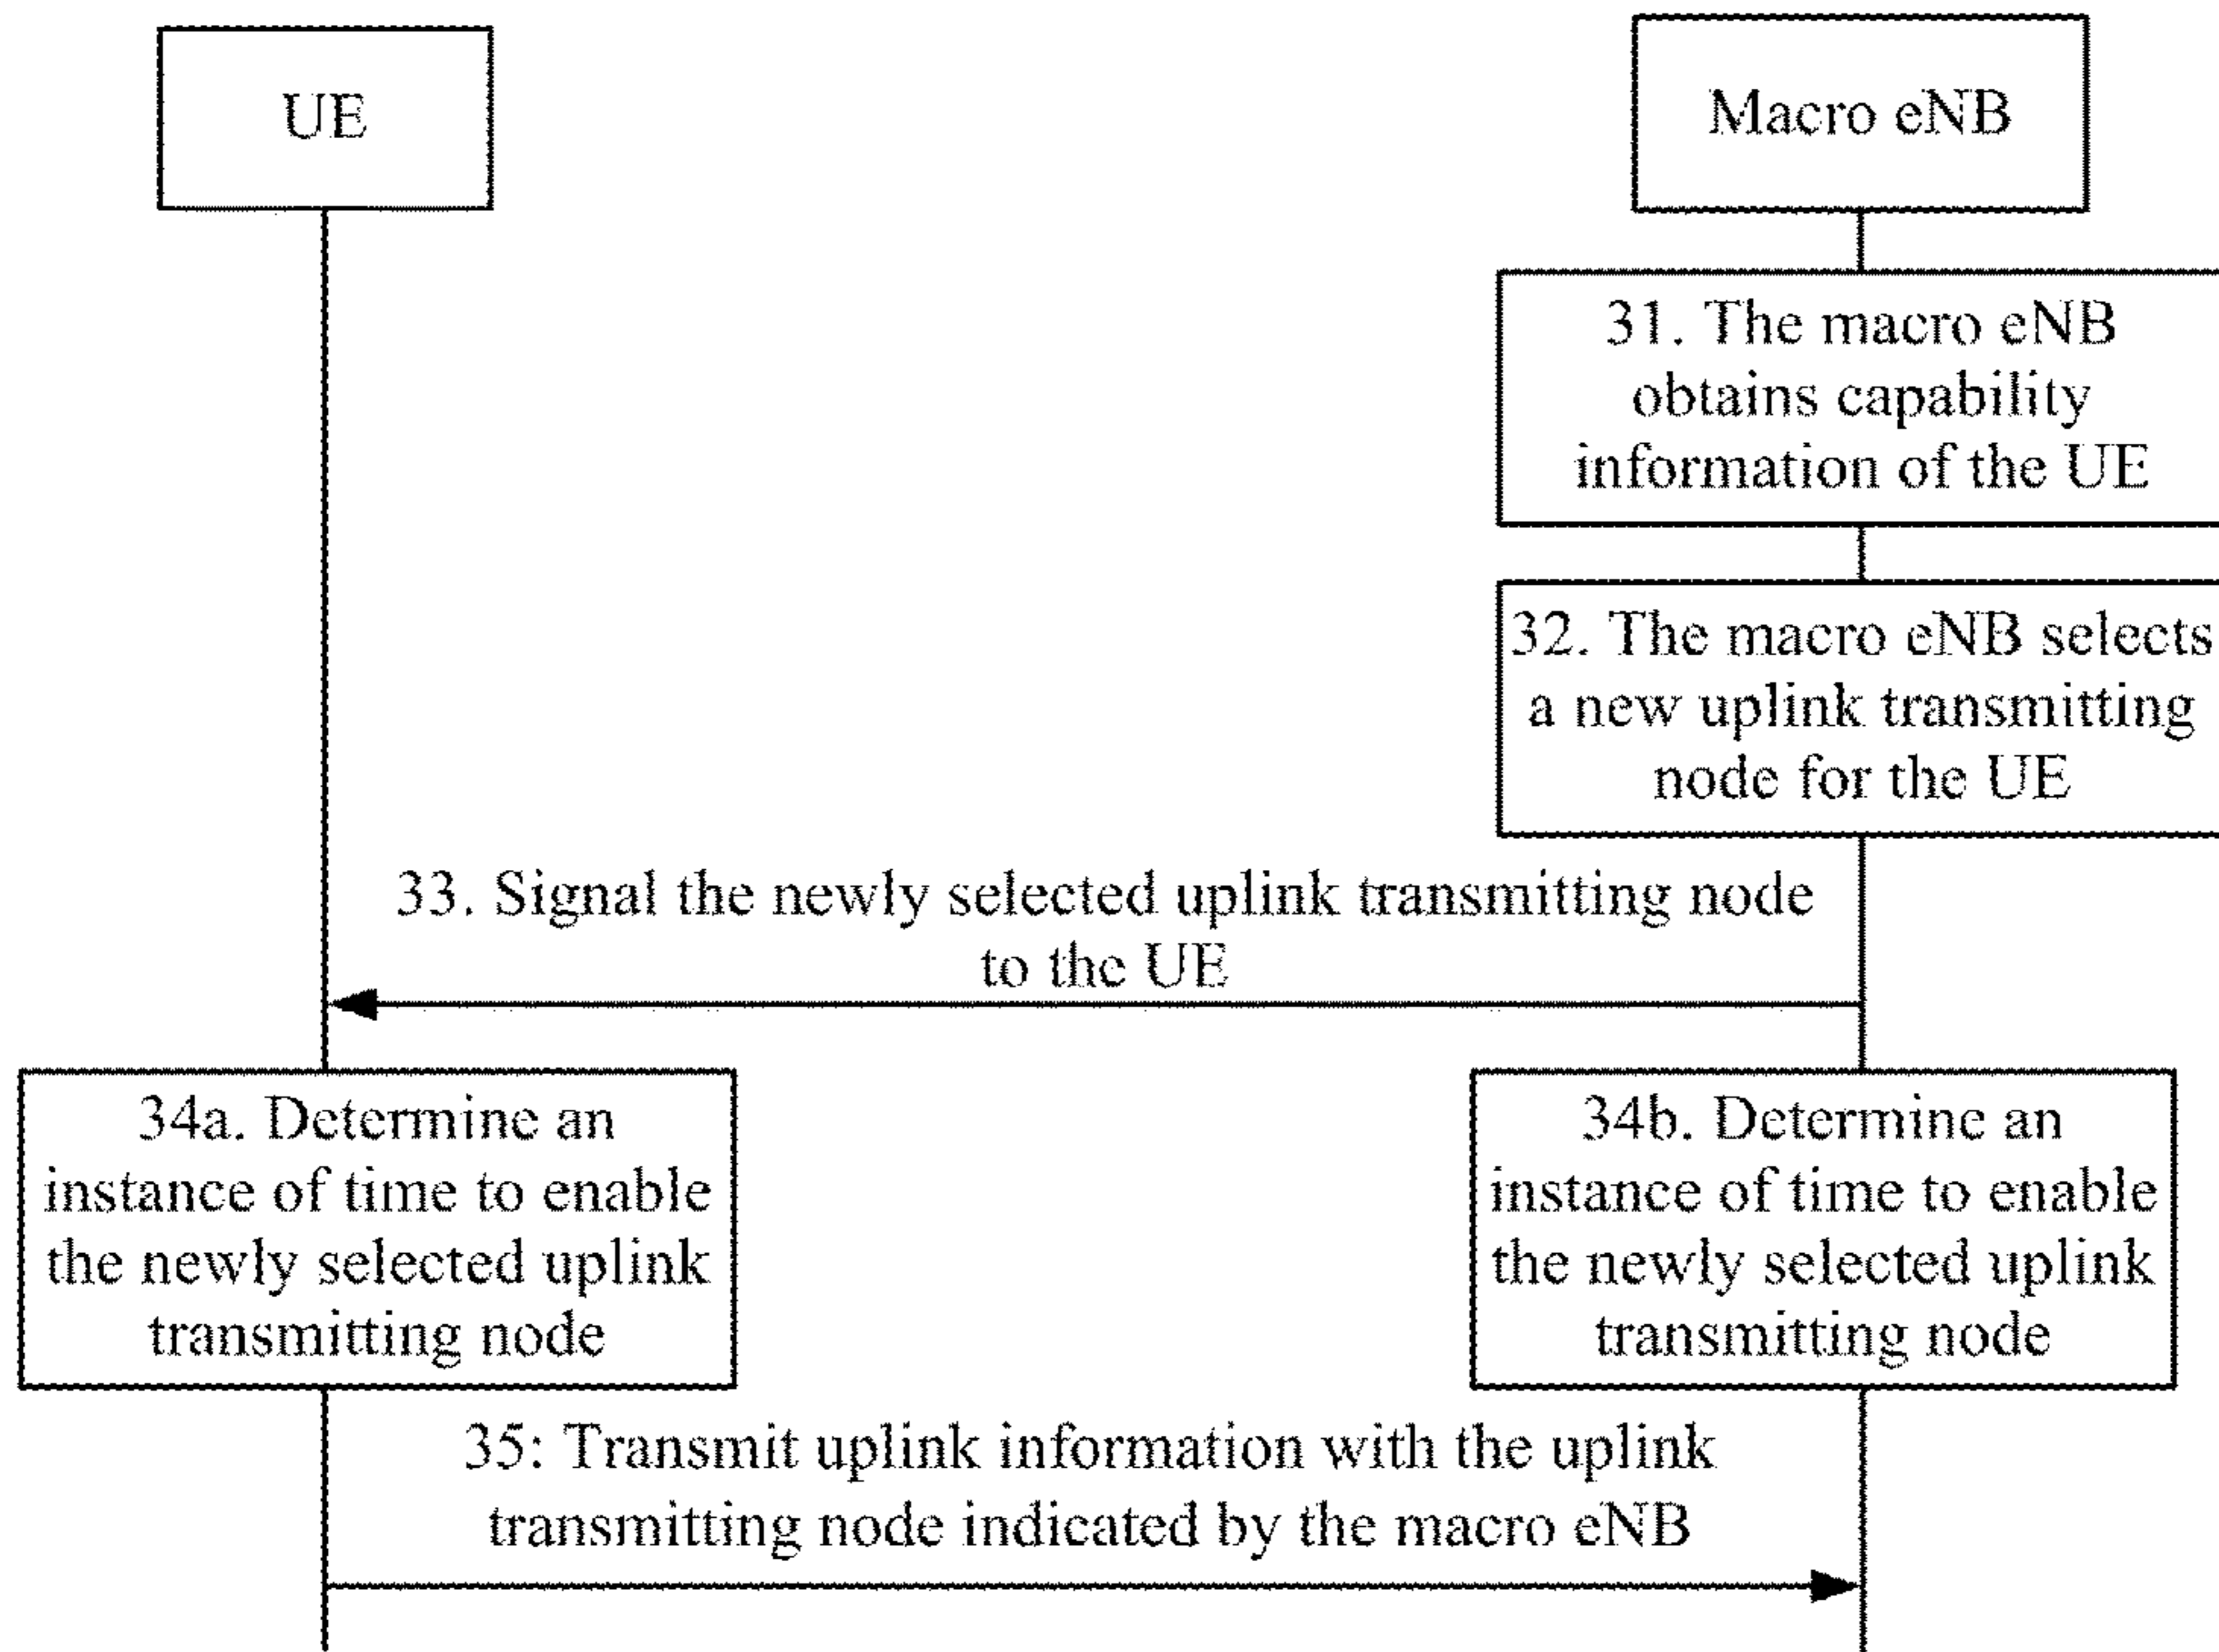 UE
Macro eNB
31. The macro eNB
obtains capability
information of the UE
32. The macro eNB selects
a new uplink transmitting
node for the UE
33. Signal the newly selected uplink transmitting node
to the UE
34a. Determine an
instance of time to enable
the newly selected uplink
transmitting node
34b. Determine an
instance of time to enable
the newly selected uplink
transmitting node
35: Transmit uplink information with the uplink
transmitting node indicated by the macro eNB